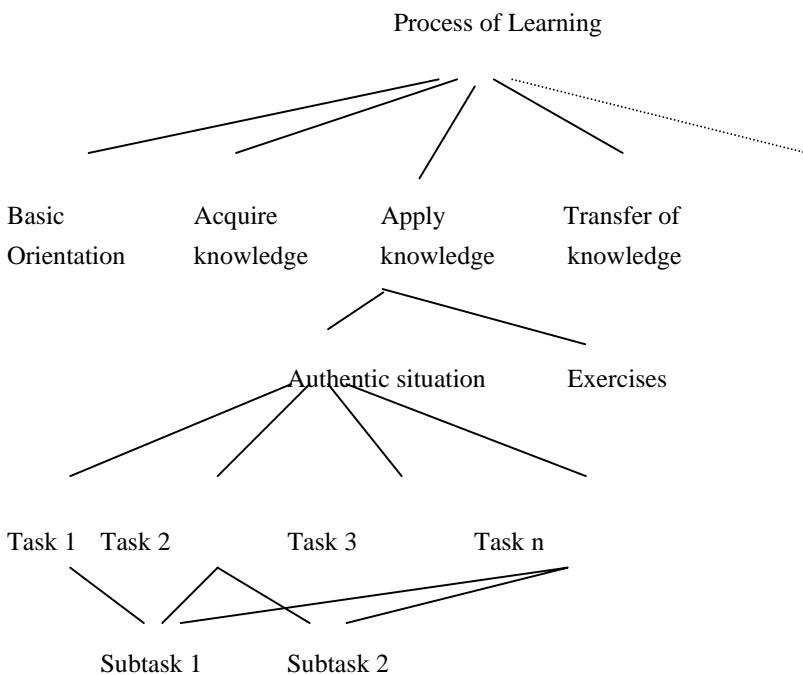 Process of Learning
Basic Orientation
Acquire knowledge
Apply knowledge
Transfer of knowledge
Authentic situation
Exercises
Task 1
Task 2
Task 3
Task n
Subtask 1
Subtask 2